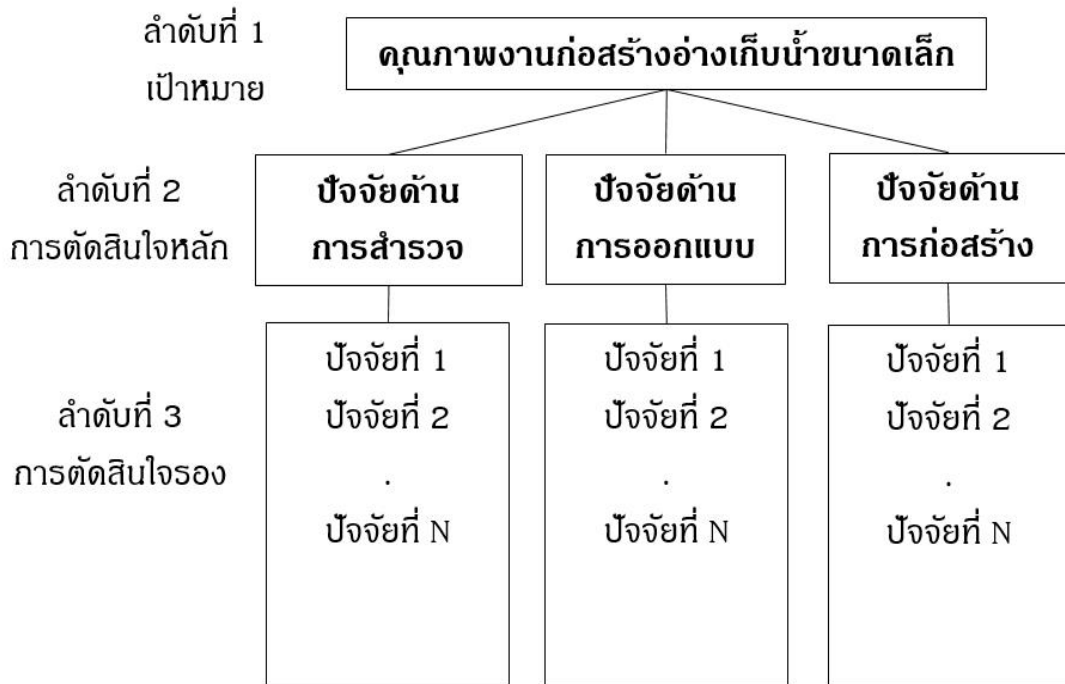 ลำดับที่ 1
เป้าหมาย
คุณภาพงานก่อสร้างอ่างเก็บน้ำขนาดเล็ก
ลำดับที่ 2
การตัดสินใจหลัก
ปัจจัยด้าน
การสำรวจ
ปัจจัยด้าน
การออกแบบ
ปัจจัยด้าน
การก่อสร้าง
ลำดับที่ 3
การตัดสินใจรอง
ปัจจัยที่ 1
ปัจจัยที่ 2
.
ปัจจัยที่ N
ปัจจัยที่ 1
ปัจจัยที่ 2
.
ปัจจัยที่ N
ปัจจัยที่ 1
ปัจจัยที่ 2
.
ปัจจัยที่ N